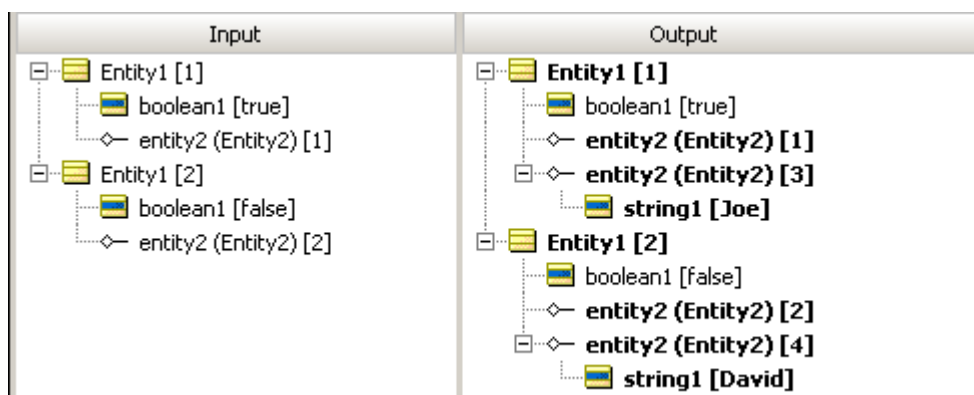 Input
Entity1 [1]
boolean1 [true]
entity2 (Entity2) [1]
Entity1 [2]
boolean1 [false]
entity2 (Entity2) [2]
Output
Entity1 [1]
boolean1 [true]
entity2 (Entity2) [1]
entity2 (Entity2) [3]
string1 [Joe]
Entity1 [2]
boolean1 [false]
entity2 (Entity2) [2]
entity2 (Entity2) [4]
string1 [David]